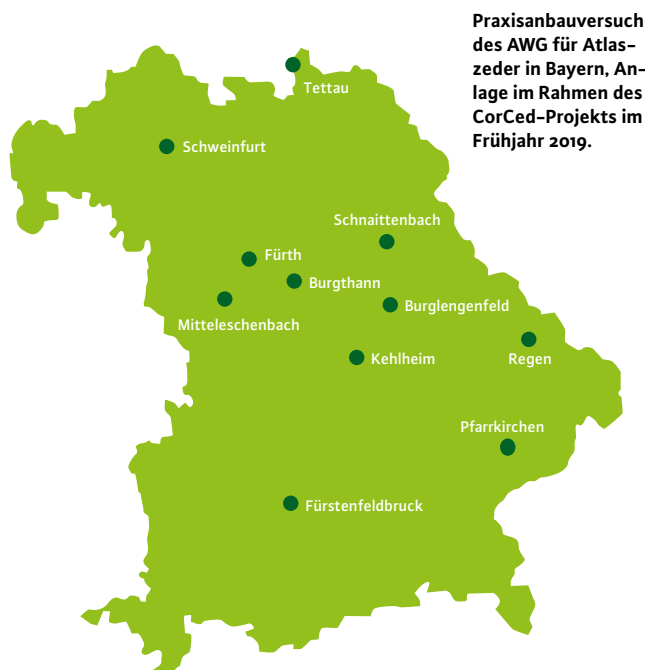 Praxisanbauversuch
des AWG für Atlas-
zeder in Bayern, An-
lage im Rahmen des
CorCed-Projekts im
Frühjahr 2019.
Tettau
Schweinfurt
Schnaittenbach
Fürth
Burgthann
Burglengenfeld
Mitteleschenbach
Kehlheim
Regen
Pfarrkirchen
Fürstenfeldbruck